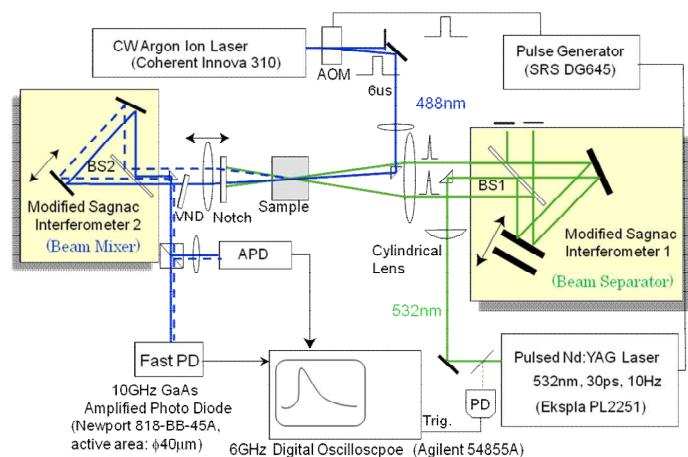 CW Argon Ion Laser
(Coherent Innova 310)
AOM
6us
488nm
Pulse Generator
(SRS DG645)
BS2
Modified Sagnac
Interferometer 2
(Beam Mixer)
VND
Notch
Sample
BS1
Modified Sagnac
Interferometer 1
(Beam Separator)
Cylindrical
Lens
532nm
APD
Fast PD
10GHz GaAs
Amplified Photo Diode
(Newport 818-BB-45A,
active area: ϕ40μm)
Trig.
PD
Pulsed Nd:YAG Laser
532nm, 30ps, 10Hz
(Ekspla PL2251)
6GHz Digital Oscilloscpoe (Agilent 54855A)